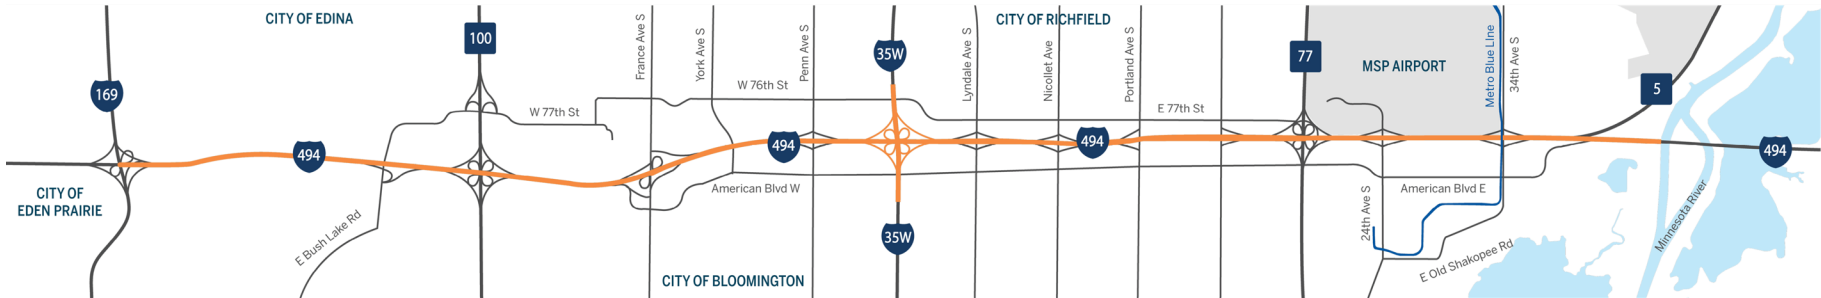 CITY OF EDINA
CITY OF RICHFIELD
100
France Ave S
York Ave S
Penn Ave S
35W
Lyndale Ave S
Nicollet Ave
Portland Ave S
77
MSP AIRPORT
Metro Blue Line
34th Ave S
5
169
W 76th St
W 77th St
E 77th St
494
494
494
494
CITY OF
EDEN PRAIRIE
American Blvd W
American Blvd E
24th Ave S
E Bush Lake Rd
35W
Minnesota River
E Old Shakopee Rd
CITY OF BLOOMINGTON